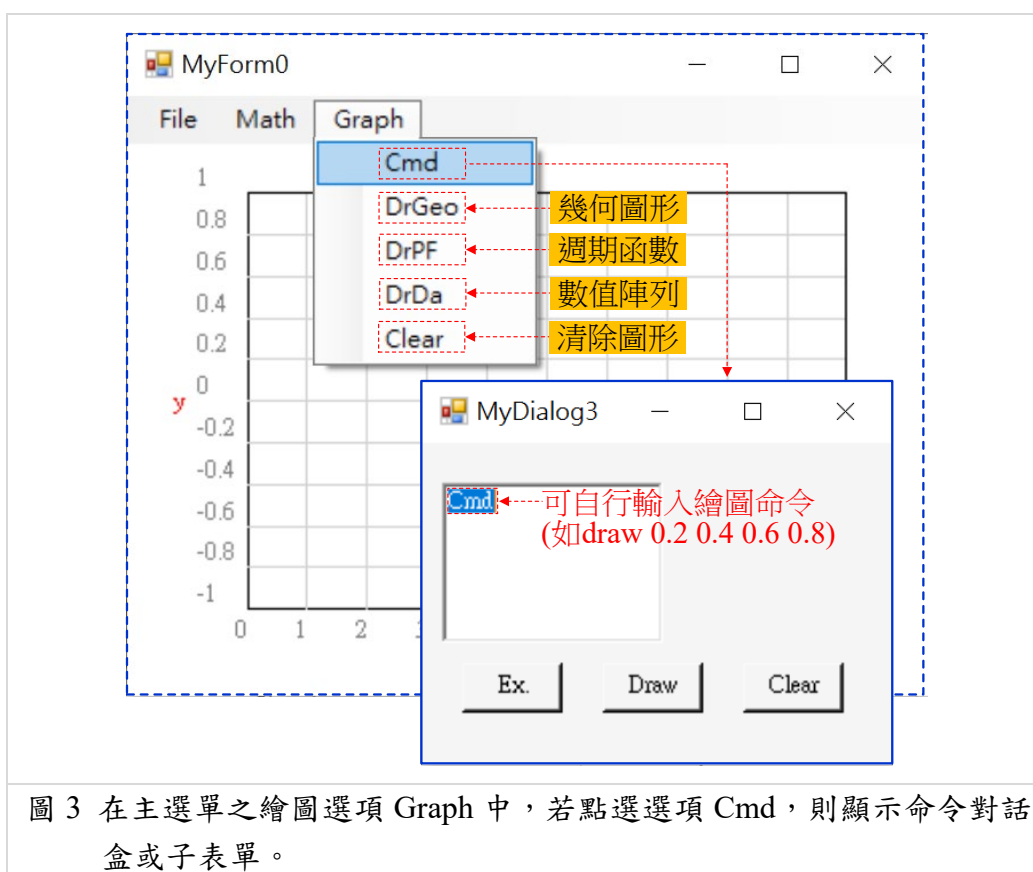 MyForm0
File Math Graph
Cmd
DrGeo 幾何圖形
DrPF 週期函數
DrDa 數值陣列
Clear 清除圖形
1
0.8
0.6
0.4
0.2
0
y
-0.2
-0.4
-0.6
-0.8
-1
0 1 2
MyDialog3
Cmd 可自行輸入繪圖命令
(如draw 0.2 0.4 0.6 0.8)
Ex. Draw Clear
圖 3 在主選單之繪圖選項 Graph 中，若點選選項 Cmd，則顯示命令對話
盒或子表單。